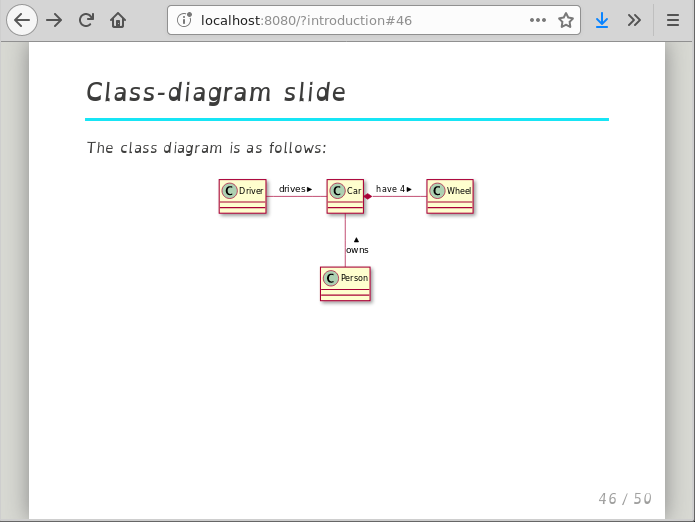 localhost:8080/?introduction#46
Class-diagram slide
The class diagram is as follows:
C Driver
drives►
C Car
have 4►
C Wheel
▲
owns
C Person
46 / 50